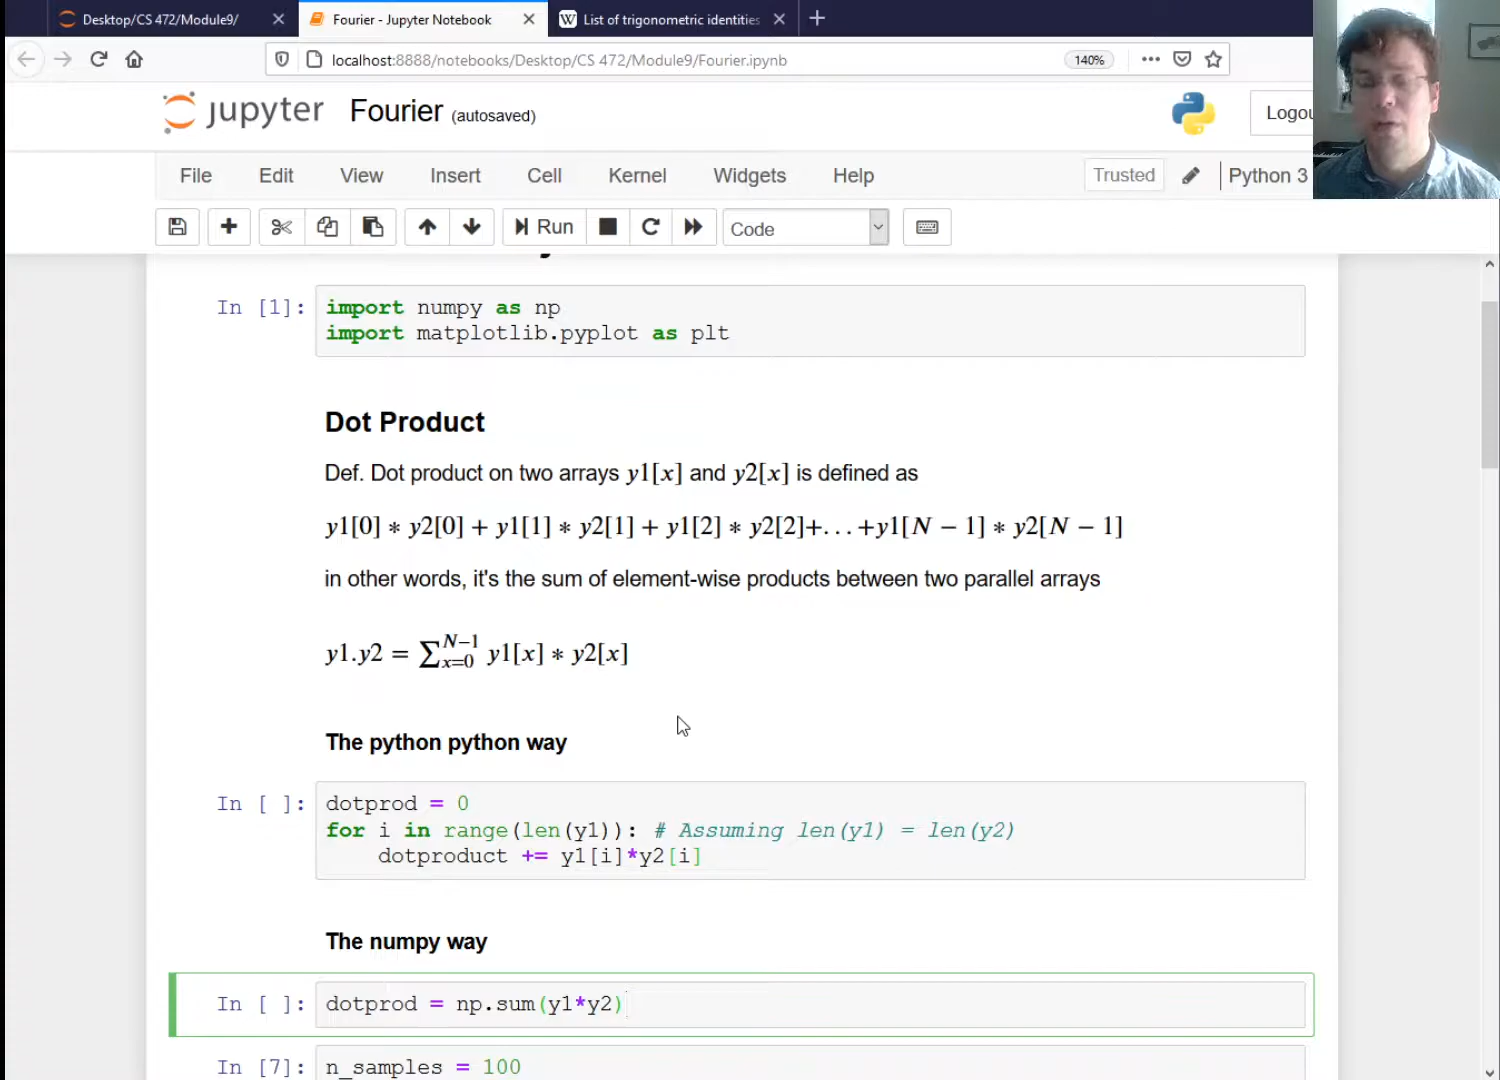 Desktop/CS 472/Module9/
Fourier - Jupyter Notebook
W List of trigonometric identities
localhost:8888/notebooks/Desktop/CS 472/Module9/Fourier.ipynb
140%
jupyter Fourier (autosaved)
Logou
File Edit View Insert Cell Kernel Widgets Help
Trusted
Python 3
Run
Code
In [1]: import numpy as np
import matplotlib.pyplot as plt
Dot Product
Def. Dot product on two arrays y1[x] and y2[x] is defined as
y1[0] * y2[0] + y1[1] * y2[1] + y1[2] * y2[2]+. . . +y1[N − 1] * y2[N − 1]
in other words, it's the sum of element-wise products between two parallel arrays
y1.y2 = ∑_{x=0}^{N−1} y1[x] * y2[x]
The python python way
In [ ]: dotprod = 0
for i in range(len(y1)): # Assuming len(y1) = len(y2)
dotproduct += y1[i]*y2[i]
The numpy way
In [ ]: dotprod = np.sum(y1*y2)
In [7]: n_samples = 100